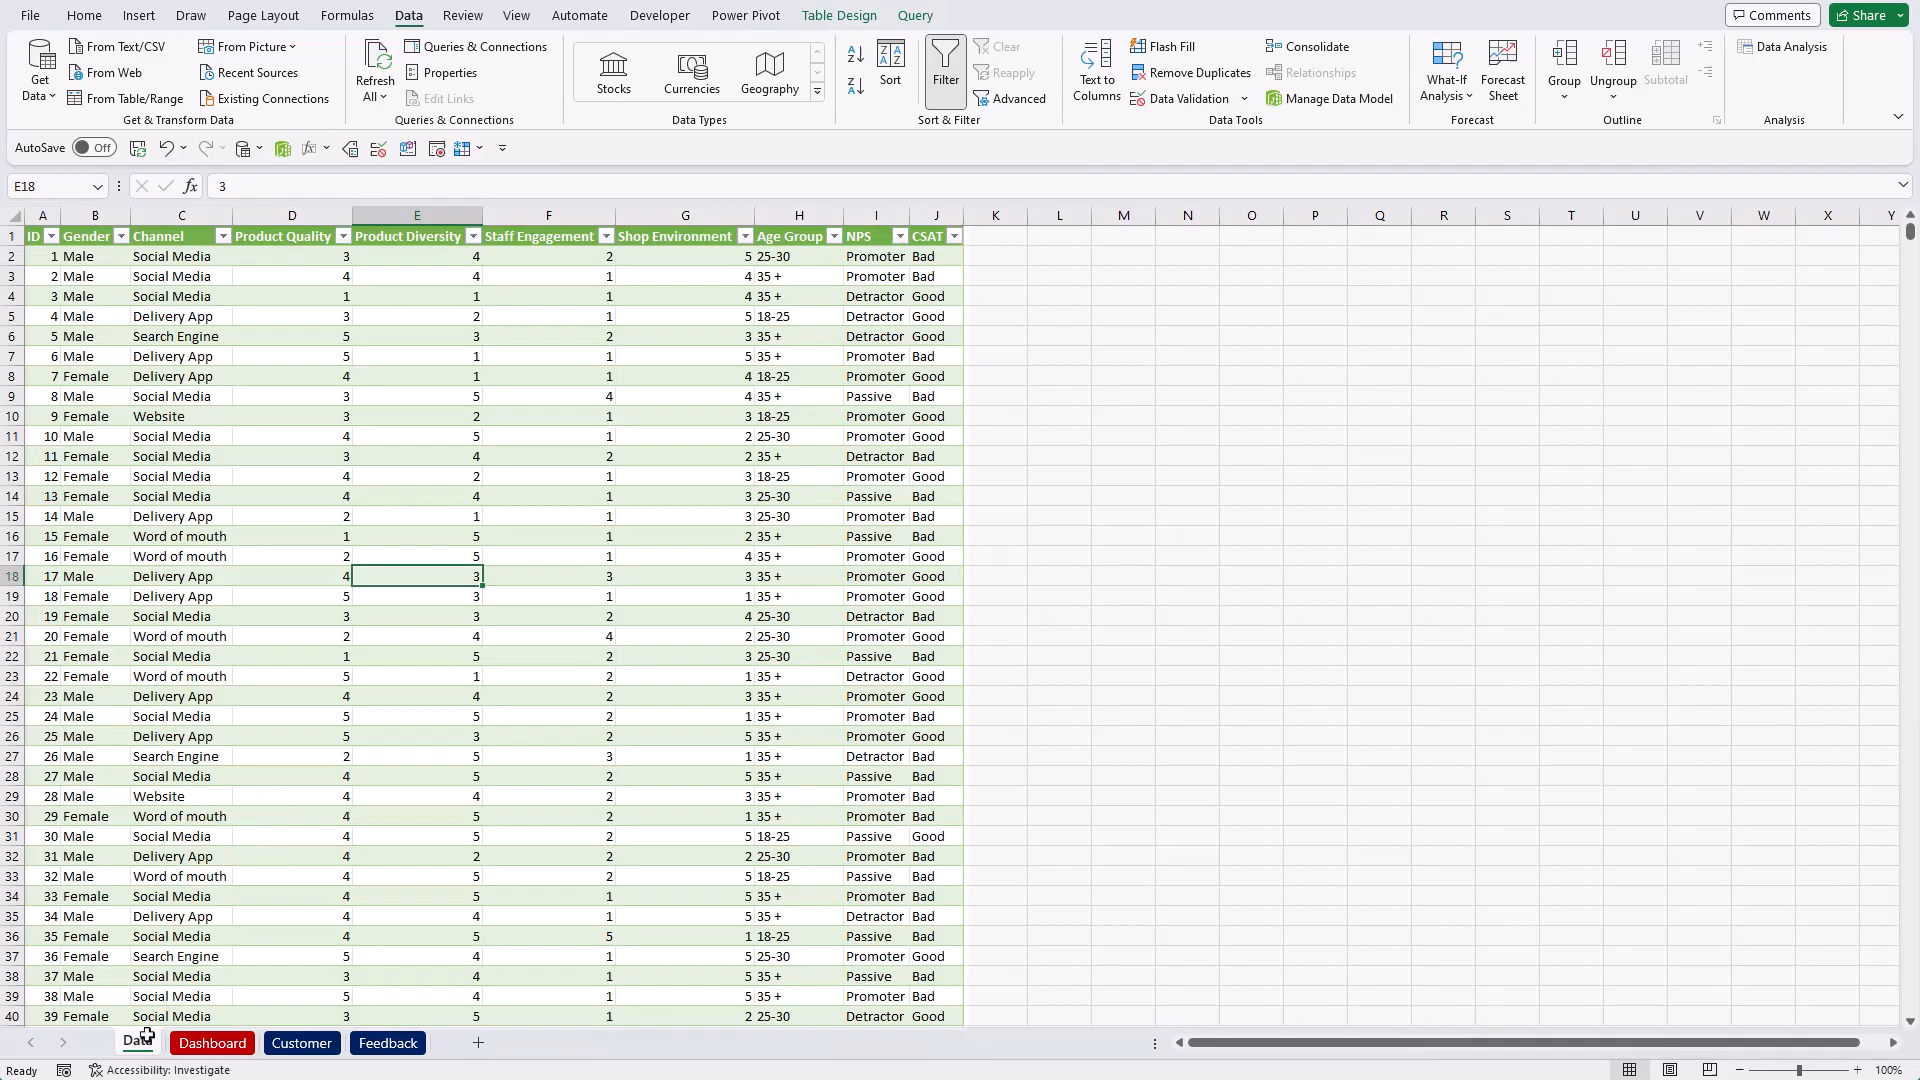 File Home Insert Draw Page Layout Formulas Data Review View Automate Developer Power Pivot Table Design Query Comments Share
Get Data From Text/CSV From Picture Refresh All Queries & Connections Stocks Currencies Geography Sort Filter Clear Text to Columns Flash Fill Consolidate What-If Analysis Forecast Sheet Group Ungroup Subtotal Data Analysis
From Web Recent Sources Properties Reapply Remove Duplicates Relationships
From Table/Range Existing Connections Edit Links Advanced Data Validation Manage Data Model
Get & Transform Data Queries & Connections Data Types Sort & Filter Data Tools Forecast Outline Analysis
AutoSave Off
E18 fx 3
A B C D E F G H I J K L M N O P Q R S T U V W X Y
1 ID Gender Channel Product Quality Product Diversity Staff Engagement Shop Environment Age Group NPS CSAT
2 1 Male Social Media 3 4 2 5 25-30 Promoter Bad
3 2 Male Social Media 4 4 1 4 35 + Promoter Bad
4 3 Male Social Media 1 1 1 4 35 + Detractor Good
5 4 Male Delivery App 3 2 1 5 18-25 Detractor Good
6 5 Male Search Engine 5 3 2 3 35 + Detractor Good
7 6 Male Delivery App 5 1 1 5 35 + Promoter Bad
8 7 Female Delivery App 4 1 1 4 18-25 Promoter Good
9 8 Male Social Media 3 5 4 4 35 + Passive Bad
10 9 Female Website 3 2 1 3 18-25 Promoter Good
11 10 Male Social Media 4 5 1 2 25-30 Promoter Good
12 11 Female Social Media 3 4 2 2 35 + Detractor Bad
13 12 Female Social Media 4 2 1 3 18-25 Promoter Good
14 13 Female Social Media 4 4 1 3 25-30 Passive Bad
15 14 Male Delivery App 2 1 1 3 25-30 Promoter Bad
16 15 Female Word of mouth 1 5 1 2 35 + Passive Bad
17 16 Female Word of mouth 2 5 1 4 35 + Promoter Good
18 17 Male Delivery App 4 3 3 3 35 + Promoter Good
19 18 Female Delivery App 5 3 1 1 35 + Promoter Good
20 19 Female Social Media 3 3 2 4 25-30 Detractor Bad
21 20 Female Word of mouth 2 4 4 2 25-30 Promoter Good
22 21 Female Social Media 1 5 2 3 25-30 Passive Bad
23 22 Female Word of mouth 5 1 2 1 35 + Detractor Good
24 23 Male Delivery App 4 4 2 3 35 + Promoter Good
25 24 Male Social Media 5 5 2 1 35 + Promoter Bad
26 25 Male Delivery App 5 3 2 5 35 + Promoter Good
27 26 Male Search Engine 2 5 3 1 35 + Detractor Bad
28 27 Male Social Media 4 5 2 5 35 + Passive Bad
29 28 Male Website 4 4 2 3 35 + Promoter Bad
30 29 Female Word of mouth 4 5 2 1 35 + Promoter Bad
31 30 Male Social Media 4 5 2 5 18-25 Passive Good
32 31 Male Delivery App 4 2 2 2 25-30 Promoter Bad
33 32 Male Word of mouth 4 5 2 5 18-25 Passive Bad
34 33 Female Social Media 4 5 1 5 35 + Promoter Bad
35 34 Male Delivery App 4 4 1 5 35 + Detractor Bad
36 35 Female Social Media 4 5 5 1 18-25 Passive Bad
37 36 Female Search Engine 5 4 1 5 25-30 Promoter Good
38 37 Male Social Media 3 4 1 5 35 + Passive Bad
39 38 Male Social Media 5 4 1 5 35 + Promoter Bad
40 39 Female Social Media 3 5 1 2 25-30 Detractor Good
Data Dashboard Customer Feedback
Ready Accessibility: Investigate 100%